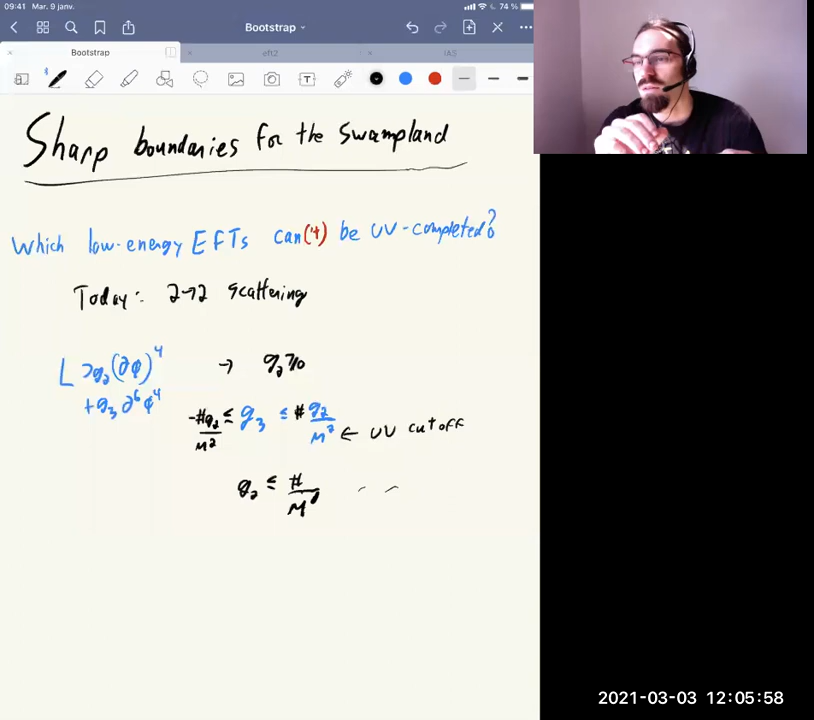 09:41 Mar. 9 janv.
74 %
Bootstrap
Bootstrap
eft2
IAS
T
Sharp boundaries for the swampland
Which low-energy EFTs can('t) be UV-completed?
Today: 2→2 scattering
L ⊃ g₂(∂φ)⁴ → g₂ ≥ 0
+ g₃ ∂⁶φ⁴
-# g₂/M² ≤ g₃ ≤ # g₂/M² ← UV cutoff
g₂ ≤ #/M⁸
2021-03-03 12:05:58